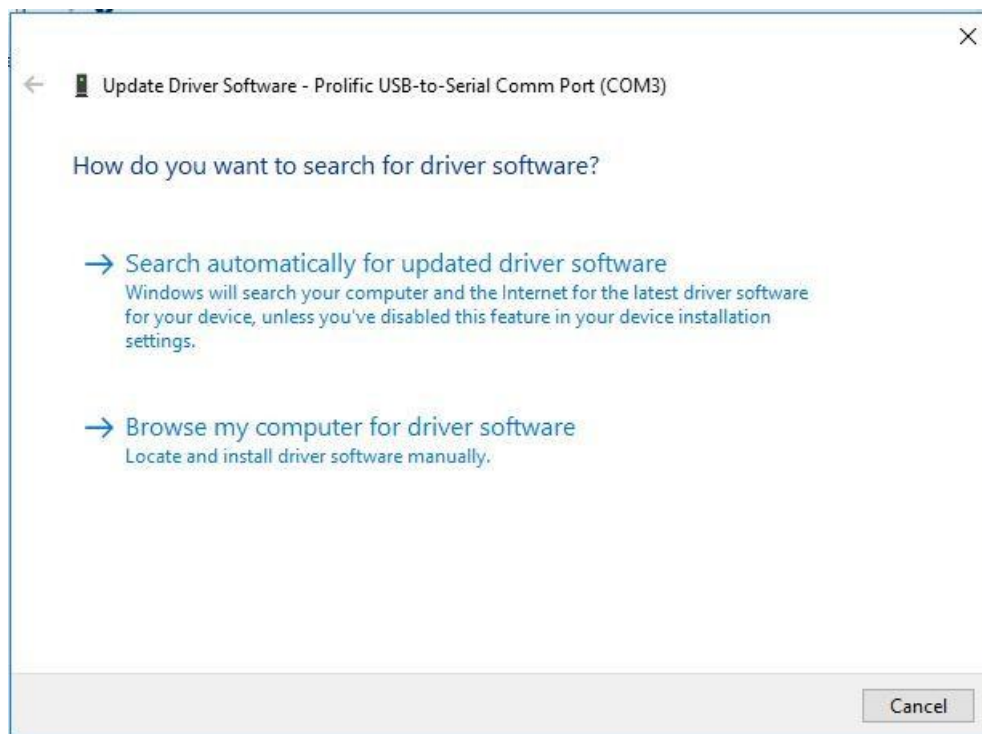 Update Driver Software - Prolific USB-to-Serial Comm Port (COM3)
How do you want to search for driver software?
Search automatically for updated driver software
Windows will search your computer and the Internet for the latest driver software
for your device, unless you've disabled this feature in your device installation
settings.
Browse my computer for driver software
Locate and install driver software manually.
Cancel